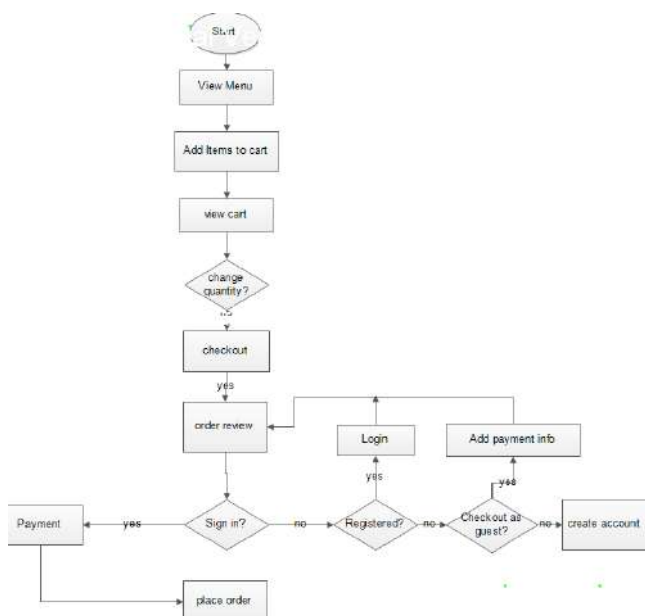 Start
View Menu
Add Items to cart
view cart
change
quantity?
checkout
yes
order review
Login
Add payment info
yes
yes
Payment
yes
Sign in?
no
Registered?
no
Checkout as
guest?
no
create account
place order